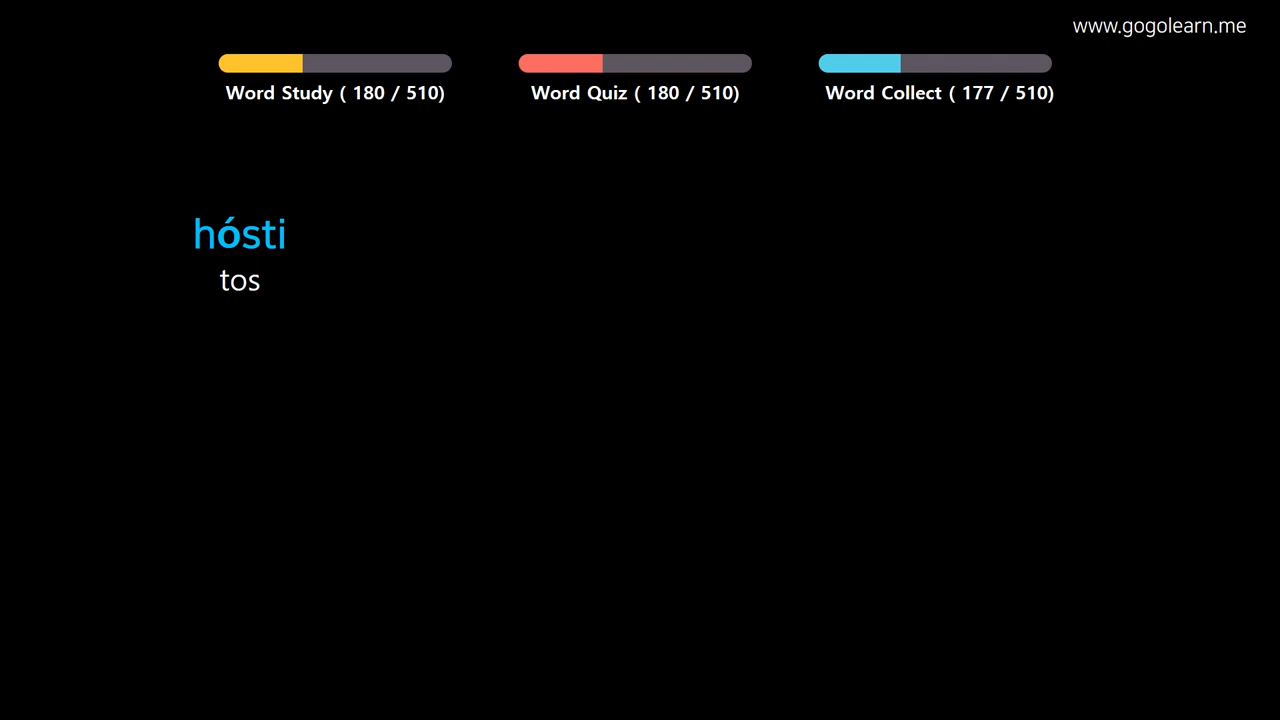 www.gogolearn.me
Word Study ( 180 / 510)
Word Quiz ( 180 / 510)
Word Collect ( 177 / 510)
hósti
tos